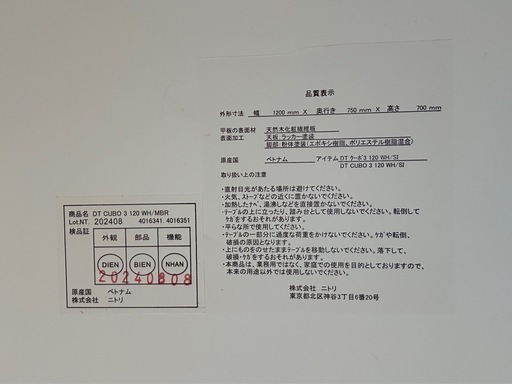 品質表示
外形寸法 幅 1200 mm X 奥行き 750 mm X 高さ 700 mm
甲板の表面材 天然木化粧繊維板
表面加工 天板:ラッカー塗装
脚部:粉体塗装(エポキシ樹脂、ポリエステル樹脂混合)
原産国 ベトナム アイテム DT クーボ3 120 WH/SI
DT CUBO 3 120 WH/SI
取り扱い上の注意
・直射日光があたる場所は避けてください。
・火気、ストーブなどの近くに置かないでください。
・加熱したナベ、湯沸しなどを直接置かないでください。
・テーブルの上に立ったり、踏み台として使用しないでください。転倒して
ケガをするおそれがあります。
・平らな所で使用してください。
・テーブルの一部分に過度な荷重をかけないでください。ケガや転倒、
破損の原因となります。
・上にものをのせたままテーブルを移動しないでください。落下して、
破損・ケガをするおそれがあります。
・本商品は、業務用ではなく、家庭での使用を目的としておりますので、
本来の用途以外では使用しないでください。
株式会社 ニトリ
東京都北区神谷3丁目6番20号
商品名 DT CUBO 3 120 WH/MBR
Lot.NT. 202408 4016341. 4016351
検品証 外観 部品 機能
DIEN BIEN NHAN
20240808
原産国 ベトナム
株式会社 ニトリ